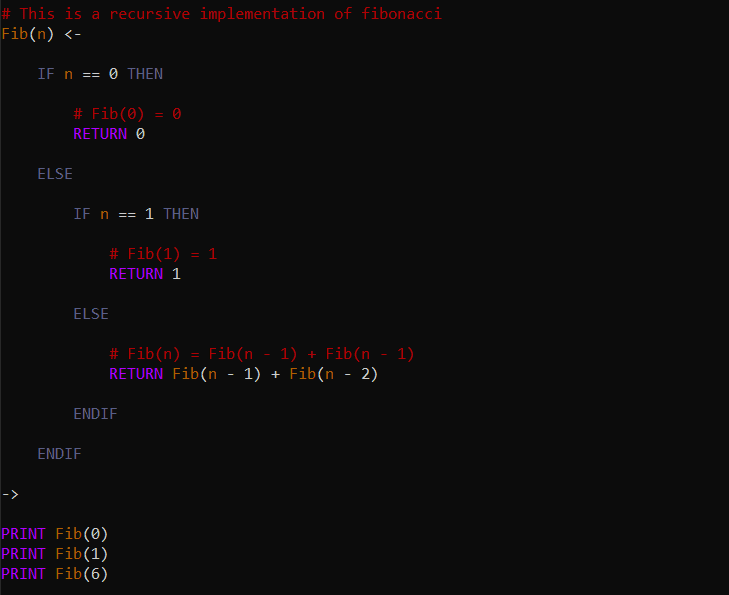 # This is a recursive implementation of fibonacci
Fib(n) <-
IF n == 0 THEN
# Fib(0) = 0
RETURN 0
ELSE
IF n == 1 THEN
# Fib(1) = 1
RETURN 1
ELSE
# Fib(n) = Fib(n - 1) + Fib(n - 1)
RETURN Fib(n - 1) + Fib(n - 2)
ENDIF
ENDIF
->
PRINT Fib(0)
PRINT Fib(1)
PRINT Fib(6)